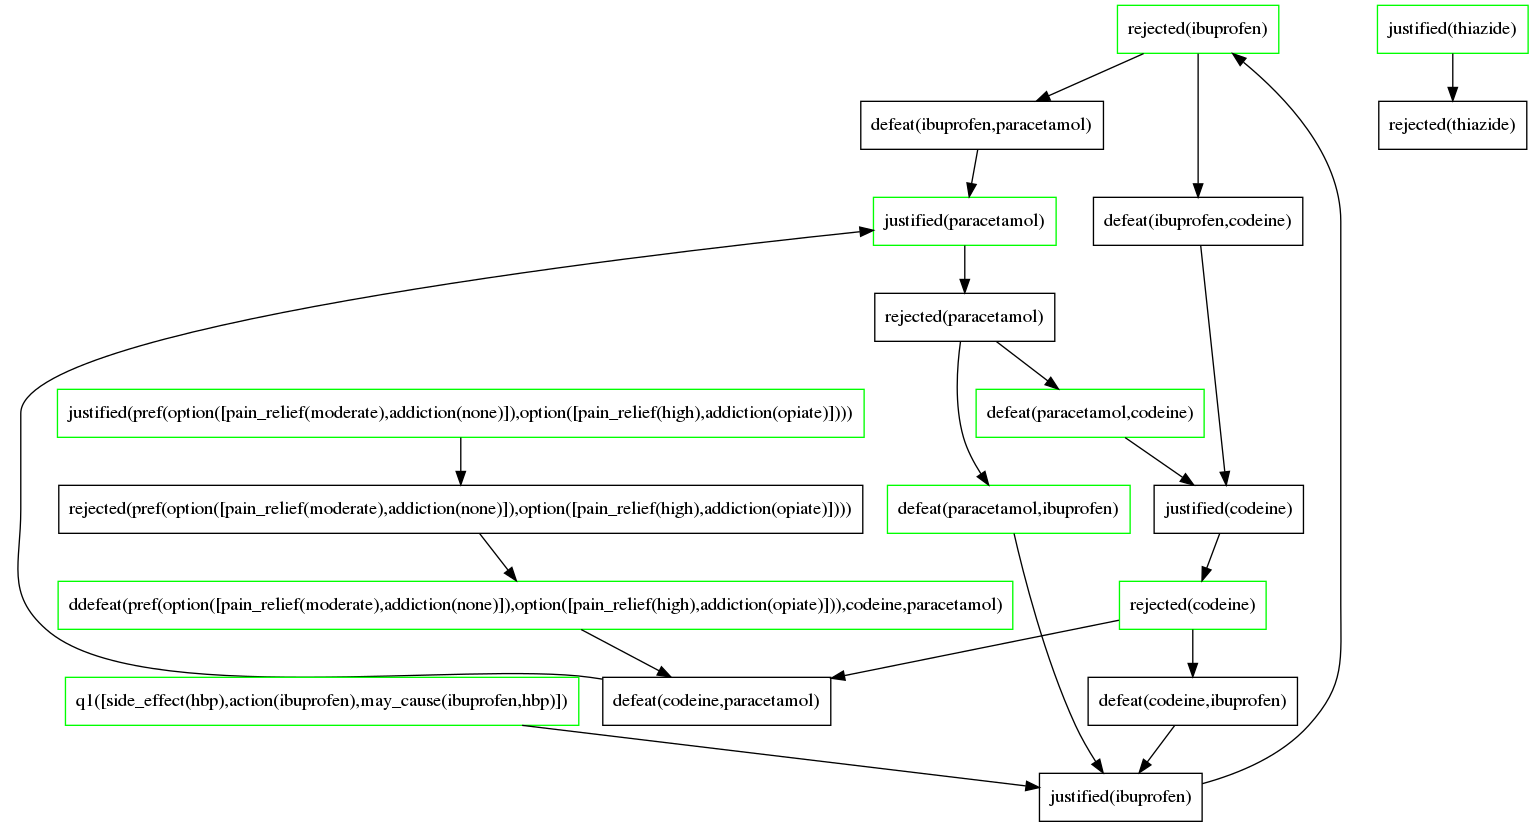 rejected(ibuprofen)
justified(thiazide)
defeat(ibuprofen,paracetamol)
rejected(thiazide)
justified(paracetamol)
defeat(ibuprofen,codeine)
rejected(paracetamol)
justified(pref(option([pain_relief(moderate),addiction(none)]),option([pain_relief(high),addiction(opiate)])))
defeat(paracetamol,codeine)
rejected(pref(option([pain_relief(moderate),addiction(none)]),option([pain_relief(high),addiction(opiate)])))
defeat(paracetamol,ibuprofen)
justified(codeine)
ddefeat(pref(option([pain_relief(moderate),addiction(none)]),option([pain_relief(high),addiction(opiate)])),codeine,paracetamol)
rejected(codeine)
q1([side_effect(hbp),action(ibuprofen),may_cause(ibuprofen,hbp)])
defeat(codeine,paracetamol)
defeat(codeine,ibuprofen)
justified(ibuprofen)